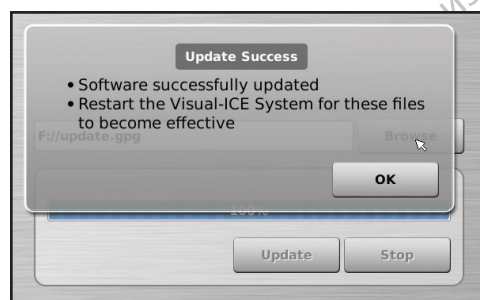 Update Success
• Software successfully updated
• Restart the Visual-ICE System for these files
to become effective
F://update.gpg
Browse
OK
100%
Update
Stop